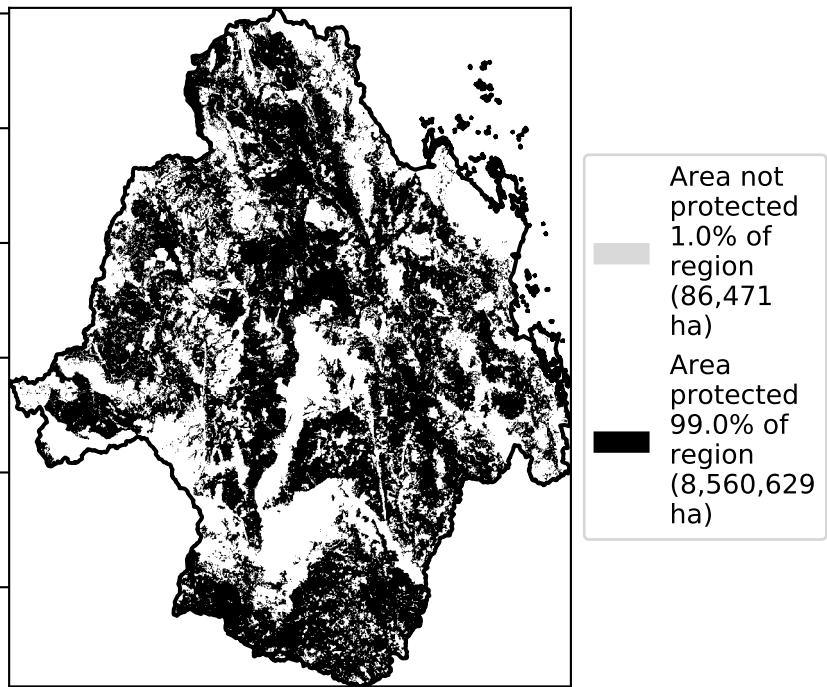 Area not
protected
1.0% of
region
(86,471
ha)
Area
protected
99.0% of
region
(8,560,629
ha)